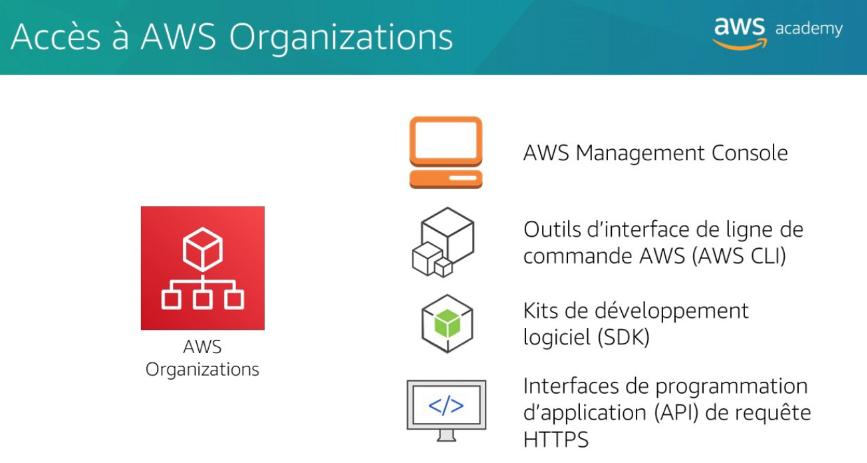 Accès à AWS Organizations
aws academy
AWS Management Console
Outils d'interface de ligne de
commande AWS (AWS CLI)
AWS
Organizations
Kits de développement
logiciel (SDK)
</>
Interfaces de programmation
d'application (API) de requête
HTTPS